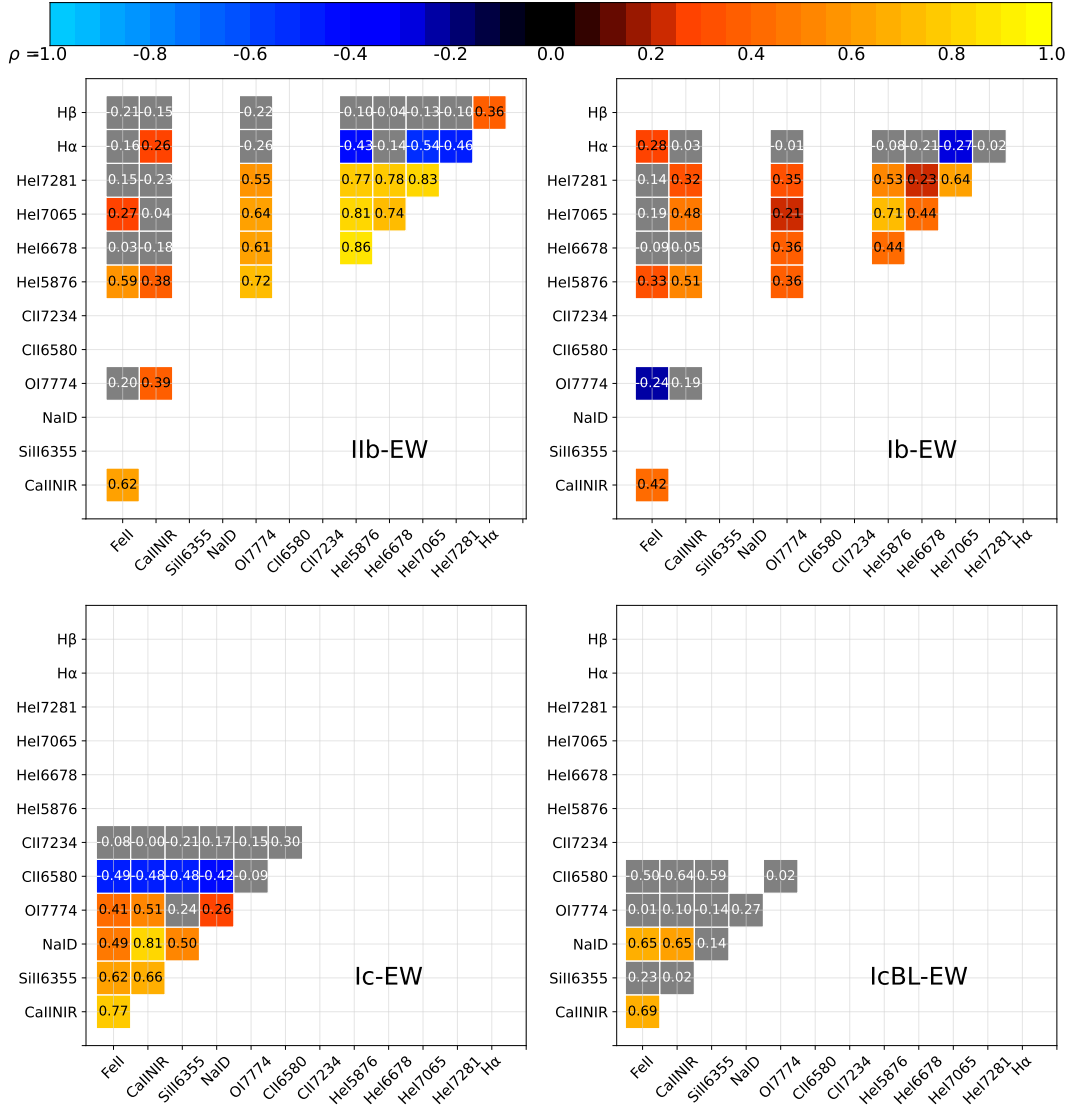 ρ = -1.0 -0.8 -0.6 -0.4 -0.2 0.0 0.2 0.4 0.6 0.8 1.0
Hβ -0.21 -0.15 -0.22 -0.10 -0.04 -0.13 -0.10 0.36
Hα -0.16 0.26 -0.26 -0.43 -0.14 -0.54 -0.46
HeI7281 0.15 -0.23 0.55 0.77 0.78 0.83
HeI7065 0.27 0.04 0.64 0.81 0.74
HeI6678 0.03 -0.18 0.61 0.86
HeI5876 0.59 0.38 0.72
CII7234
CII6580
OI7774 0.20 0.39
NaID
SiII6355
IIb-EW
CaIINIR 0.62
FeII CaIINIR SiII6355 NaID OI7774 CII6580 CII7234 HeI5876 HeI6678 HeI7065 HeI7281 Hα
Hβ
Hα 0.28 0.03 -0.01 -0.08 -0.21 -0.27 -0.02
HeI7281 0.14 0.32 0.35 0.53 0.23 0.64
HeI7065 0.19 0.48 0.21 0.71 0.44
HeI6678 -0.09 0.05 0.36 0.44
HeI5876 0.33 0.51 0.36
CII7234
CII6580
OI7774 -0.24 0.19
NaID
SiII6355
Ib-EW
CaIINIR 0.42
FeII CaIINIR SiII6355 NaID OI7774 CII6580 CII7234 HeI5876 HeI6678 HeI7065 HeI7281 Hα
Hβ
Hα
HeI7281
HeI7065
HeI6678
HeI5876
CII7234 -0.08 -0.00 -0.21 0.17 -0.15 0.30
CII6580 -0.49 -0.48 -0.48 -0.42 -0.09
OI7774 0.41 0.51 0.24 0.26
NaID 0.49 0.81 0.50
SiII6355 0.62 0.66
Ic-EW
CaIINIR 0.77
FeII CaIINIR SiII6355 NaID OI7774 CII6580 CII7234 HeI5876 HeI6678 HeI7065 HeI7281 Hα
Hβ
Hα
HeI7281
HeI7065
HeI6678
HeI5876
CII7234
CII6580 -0.50 -0.64 0.59 0.02
OI7774 -0.14 0.27
NaID 0.65 0.65 0.14
SiII6355 -0.23
IcBL-EW
CaIINIR 0.69
FeII CaIINIR SiII6355 NaID OI7774 CII6580 CII7234 HeI5876 HeI6678 HeI7065 HeI7281 Hα